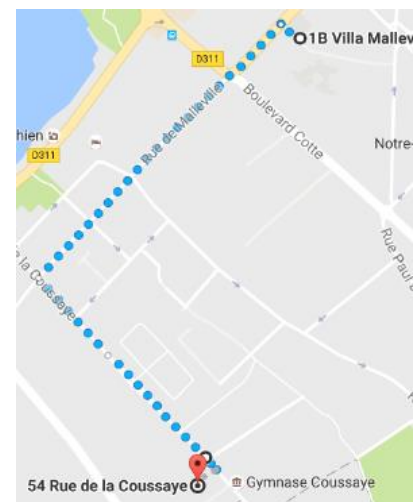 1B Villa Mallev
D311
Rue de Malleville
Boulevard Cotte
hien
D311
Notre-
de la Coussaye
Rue Paul
54 Rue de la Coussaye
Gymnase Coussaye